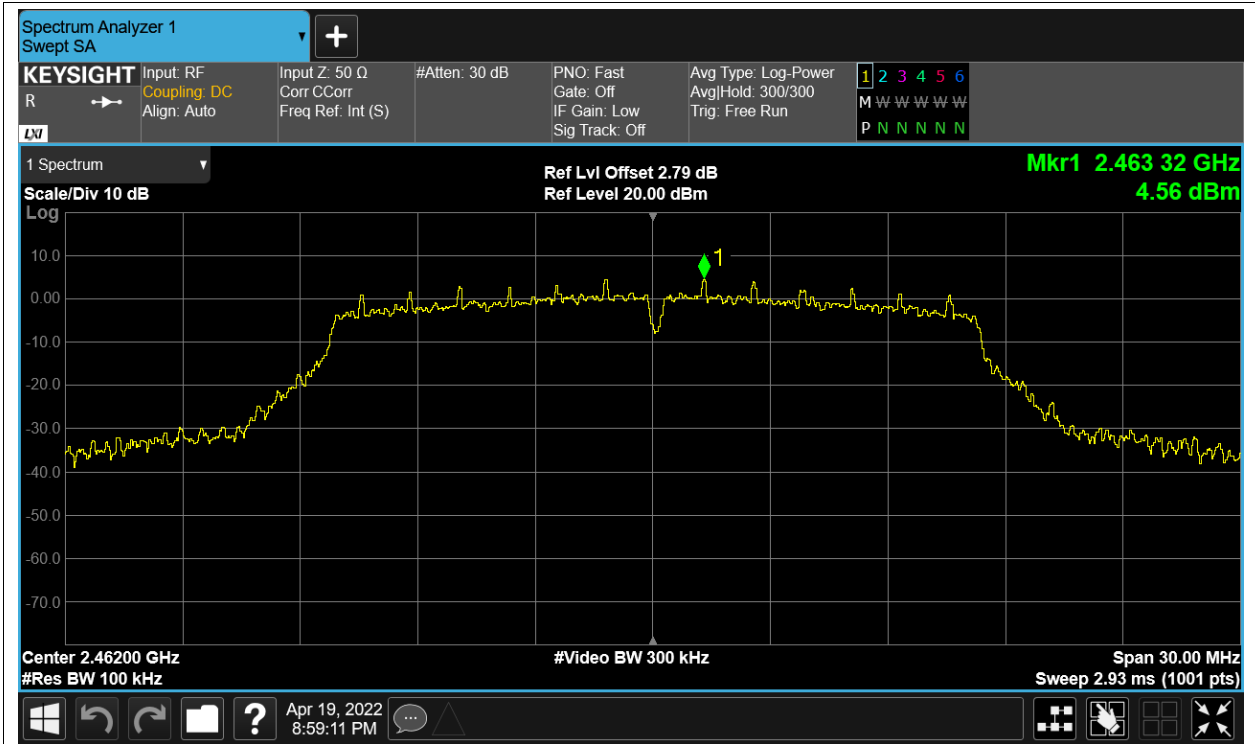 Spectrum Analyzer 1
Swept SA
KEYSIGHT
R
LXI
Input: RF
Coupling: DC
Align: Auto
Input Z: 50 Ω
Corr CCorr
Freq Ref: Int (S)
#Atten: 30 dB
PNO: Fast
Gate: Off
IF Gain: Low
Sig Track: Off
Avg Type: Log-Power
Avg|Hold: 300/300
Trig: Free Run
1 2 3 4 5 6
M W W W W W
P N N N N N
1 Spectrum
Scale/Div 10 dB
Log
Ref Lvl Offset 2.79 dB
Ref Level 20.00 dBm
Mkr1 2.463 32 GHz
4.56 dBm
1
10.0
0.00
-10.0
-20.0
-30.0
-40.0
-50.0
-60.0
-70.0
Center 2.46200 GHz
#Res BW 100 kHz
#Video BW 300 kHz
Span 30.00 MHz
Sweep 2.93 ms (1001 pts)
?
Apr 19, 2022
8:59:11 PM